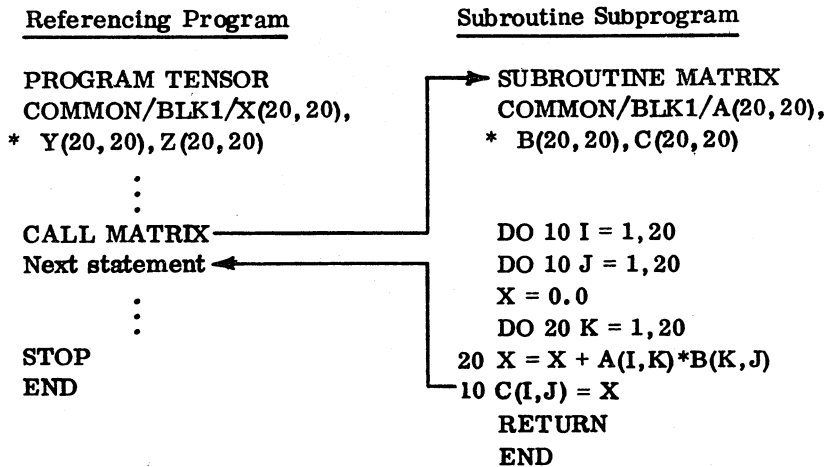 Referencing Program
PROGRAM TENSOR
COMMON/BLK1/X(20,20),
* Y(20,20),Z(20,20)
CALL MATRIX
Next statement
STOP
END
Subroutine Subprogram
SUBROUTINE MATRIX
COMMON/BLK1/A(20,20),
* B(20,20),C(20,20)
DO 10 I = 1,20
DO 10 J = 1,20
X = 0.0
DO 20 K = 1,20
20 X = X + A(I,K)*B(K,J)
10 C(I,J) = X
RETURN
END